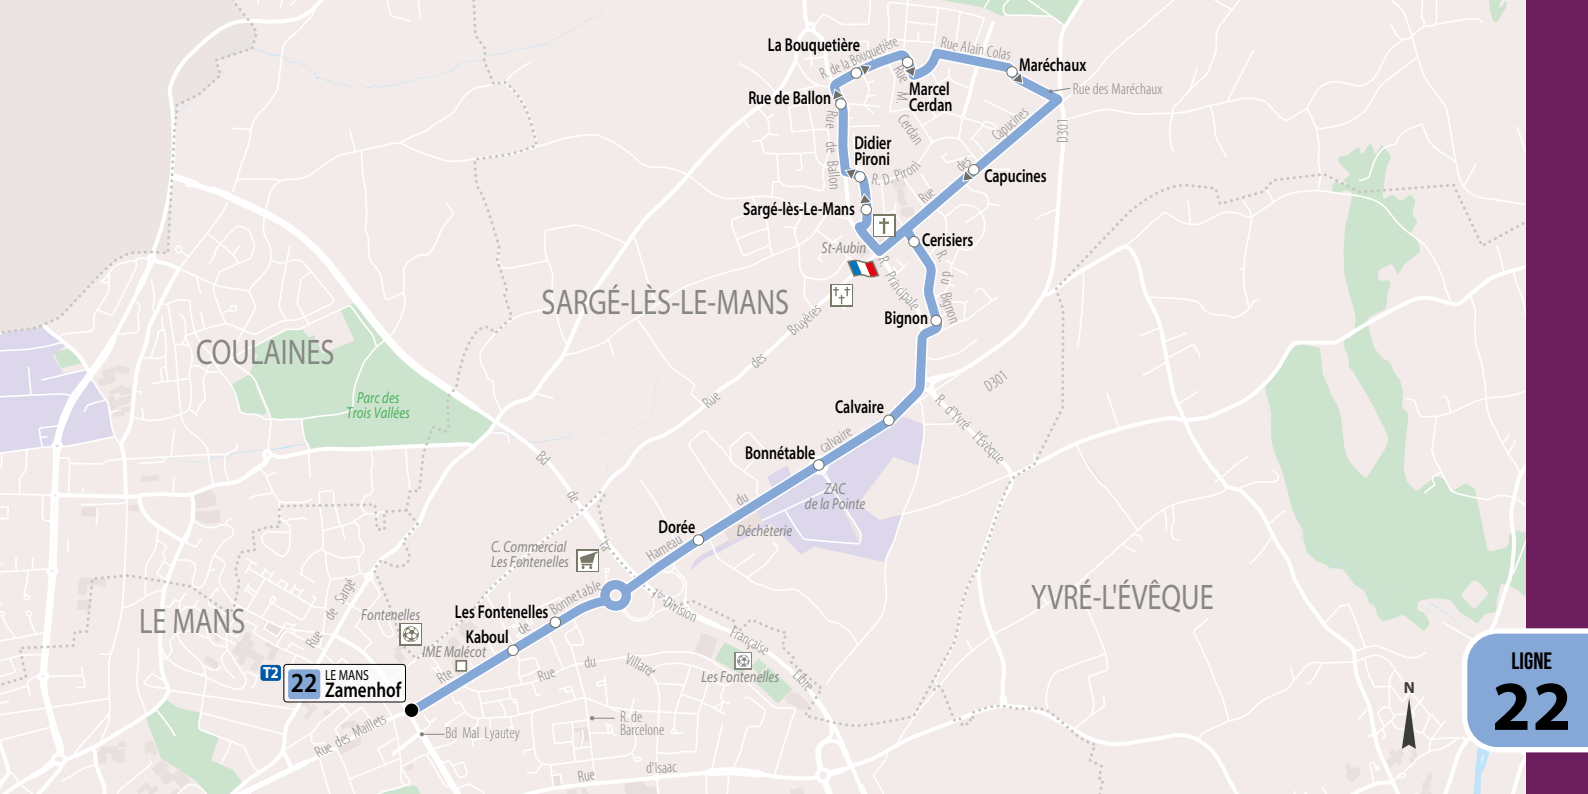 La Bouquetière
R. de la Bouquetière
Rue Alain Colas
Maréchaux
Rue des Maréchaux
Rue de Ballon
Marcel
Cerdan
Rue M. Cerdan
Rue de Ballon
Didier
Pironi
R. D. Pironi
Rue des Capucines
D301
Capucines
Sargé-lès-Le-Mans
Cerisiers
St-Aubin
R. Principale
R. du Bignon
Bignon
SARGÉ-LÈS-LE-MANS
Rue des Bruyères
COULAINES
Parc des
Trois Vallées
D301
Calvaire
R. d'Yvré l'Évêque
Bonnétable
Hameau du calvaire
ZAC
de la Pointe
Déchèterie
Dorée
Bd de la 1re Division Française Libre
C. Commercial
Les Fontenelles
Rte de Bonnetable
Les Fontenelles
Kaboul
YVRÉ-L'ÉVÊQUE
LE MANS
Rue de Sargé
Fontenelles
IME Malécot
Rue du Villaret
Les Fontenelles
T2
22
LE MANS
Zamenhof
Rue des Maillets
Bd Mal Lyautey
R. de
Barcelone
Rue d'Isaac
N
LIGNE
22